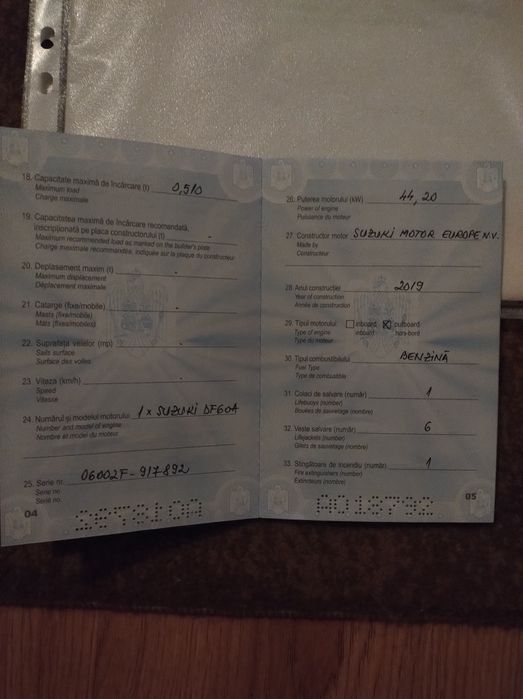 18. Capacitate maximă de încărcare (t) 0,510
Maximum load
Charge maximale
19. Capacitatea maximă de încărcare recomandată,
inscripționată pe placa constructorului (t) -
Maximum recommended load as marked on the builder's plate
Charge maximale recommandée, indiquée sur la plaque du constructeur
20. Deplasament maxim (t) -
Maximum displacement
Déplacement maximale
21. Catarge (fixe/mobile) -
Masts (fixed/mobile)
Mâts (fixes/mobiles)
22. Suprafața velelor (mp) -
Sails surface
Surface des voiles
23. Viteza (km/h) -
Speed
Vitesse
24. Numărul și modelul motorului 1 x SUZUKI DF60A
Number and model of engine
Nombre et model du moteur
25. Serie nr. 06002F-917892
Serie no
Série no.
04
26. Puterea motorului (kW) 44,20
Power of engine
Puissance du moteur
27. Constructor motor SUZUKI MOTOR EUROPE N.V.
Made by
Constructeur
28. Anul construcției 2019
Year of construction
Année de construction
29. Tipul motorului: inboard outboard
Type of engine inbord hors-bord
Type du moteur
30. Tipul combustibilului BENZINĂ
Fuel Type
Type de combustible
31. Colaci de salvare (număr) 1
Lifebuoys (number)
Bouées de sauvetage (nombre)
32. Veste salvare (număr) 6
Lifejackets (number)
Gilets de sauvetage (nombre)
33. Stingătoare de incendiu (număr) 1
Fire extinguishers (number)
Extincteurs (nombre)
05
A018792